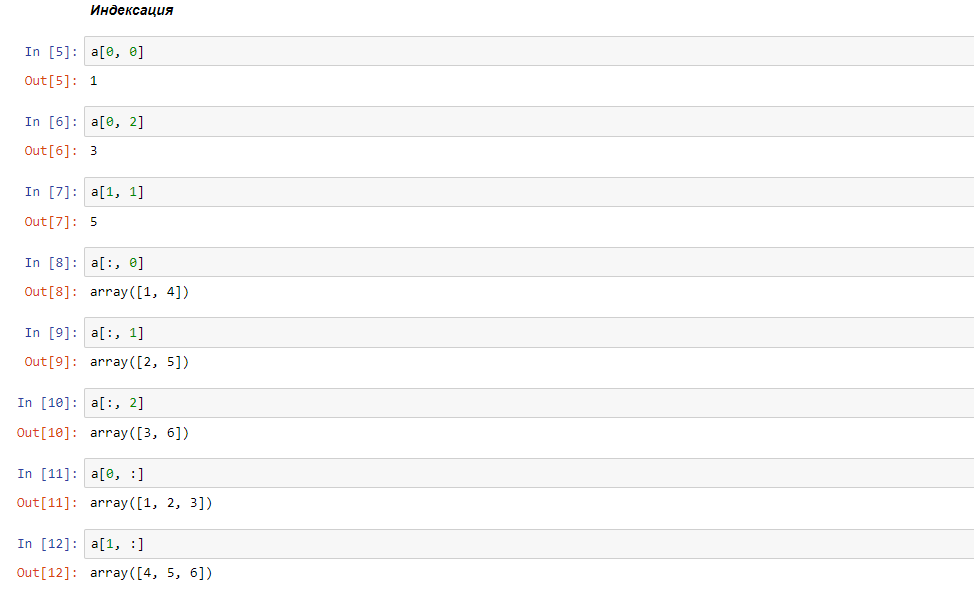 Индексация
In [5]: a[0, 0]
Out[5]: 1
In [6]: a[0, 2]
Out[6]: 3
In [7]: a[1, 1]
Out[7]: 5
In [8]: a[:, 0]
Out[8]: array([1, 4])
In [9]: a[:, 1]
Out[9]: array([2, 5])
In [10]: a[:, 2]
Out[10]: array([3, 6])
In [11]: a[0, :]
Out[11]: array([1, 2, 3])
In [12]: a[1, :]
Out[12]: array([4, 5, 6])